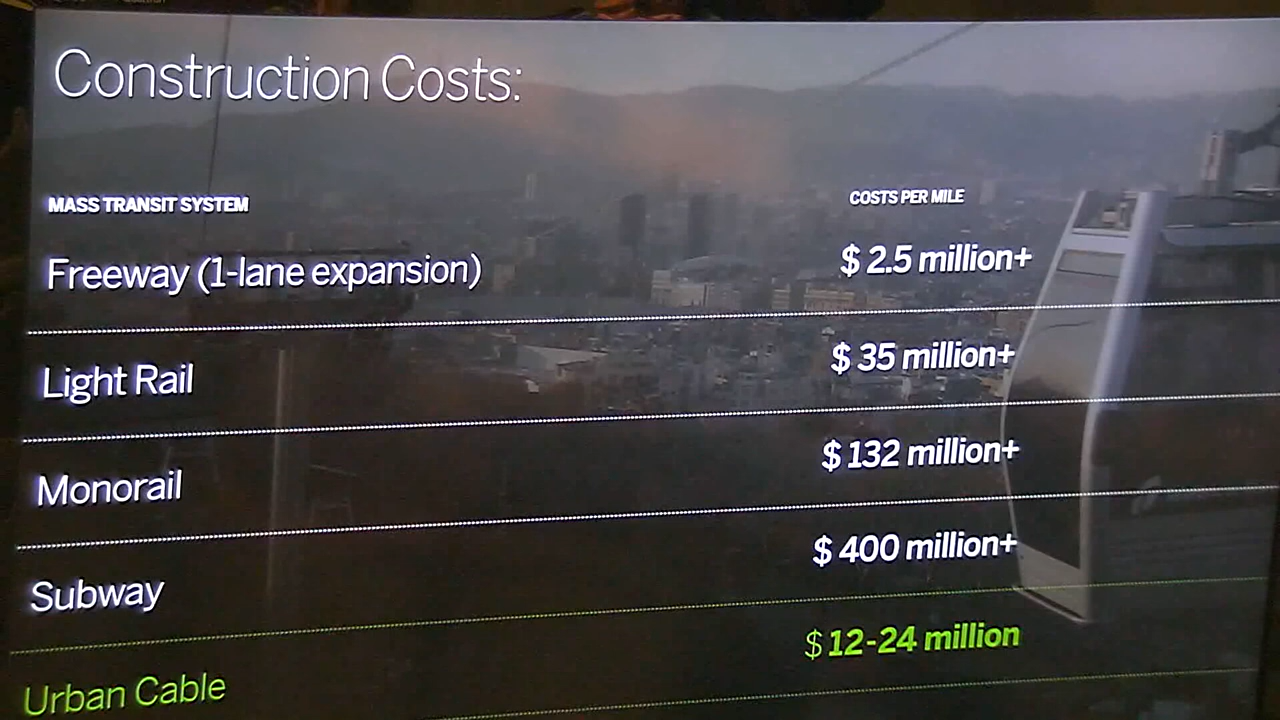 Construction Costs:
MASS TRANSIT SYSTEM COSTS PER MILE
Freeway (1-lane expansion) $ 2.5 million+
Light Rail $ 35 million+
Monorail $ 132 million+
Subway $ 400 million+
Urban Cable $ 12-24 million